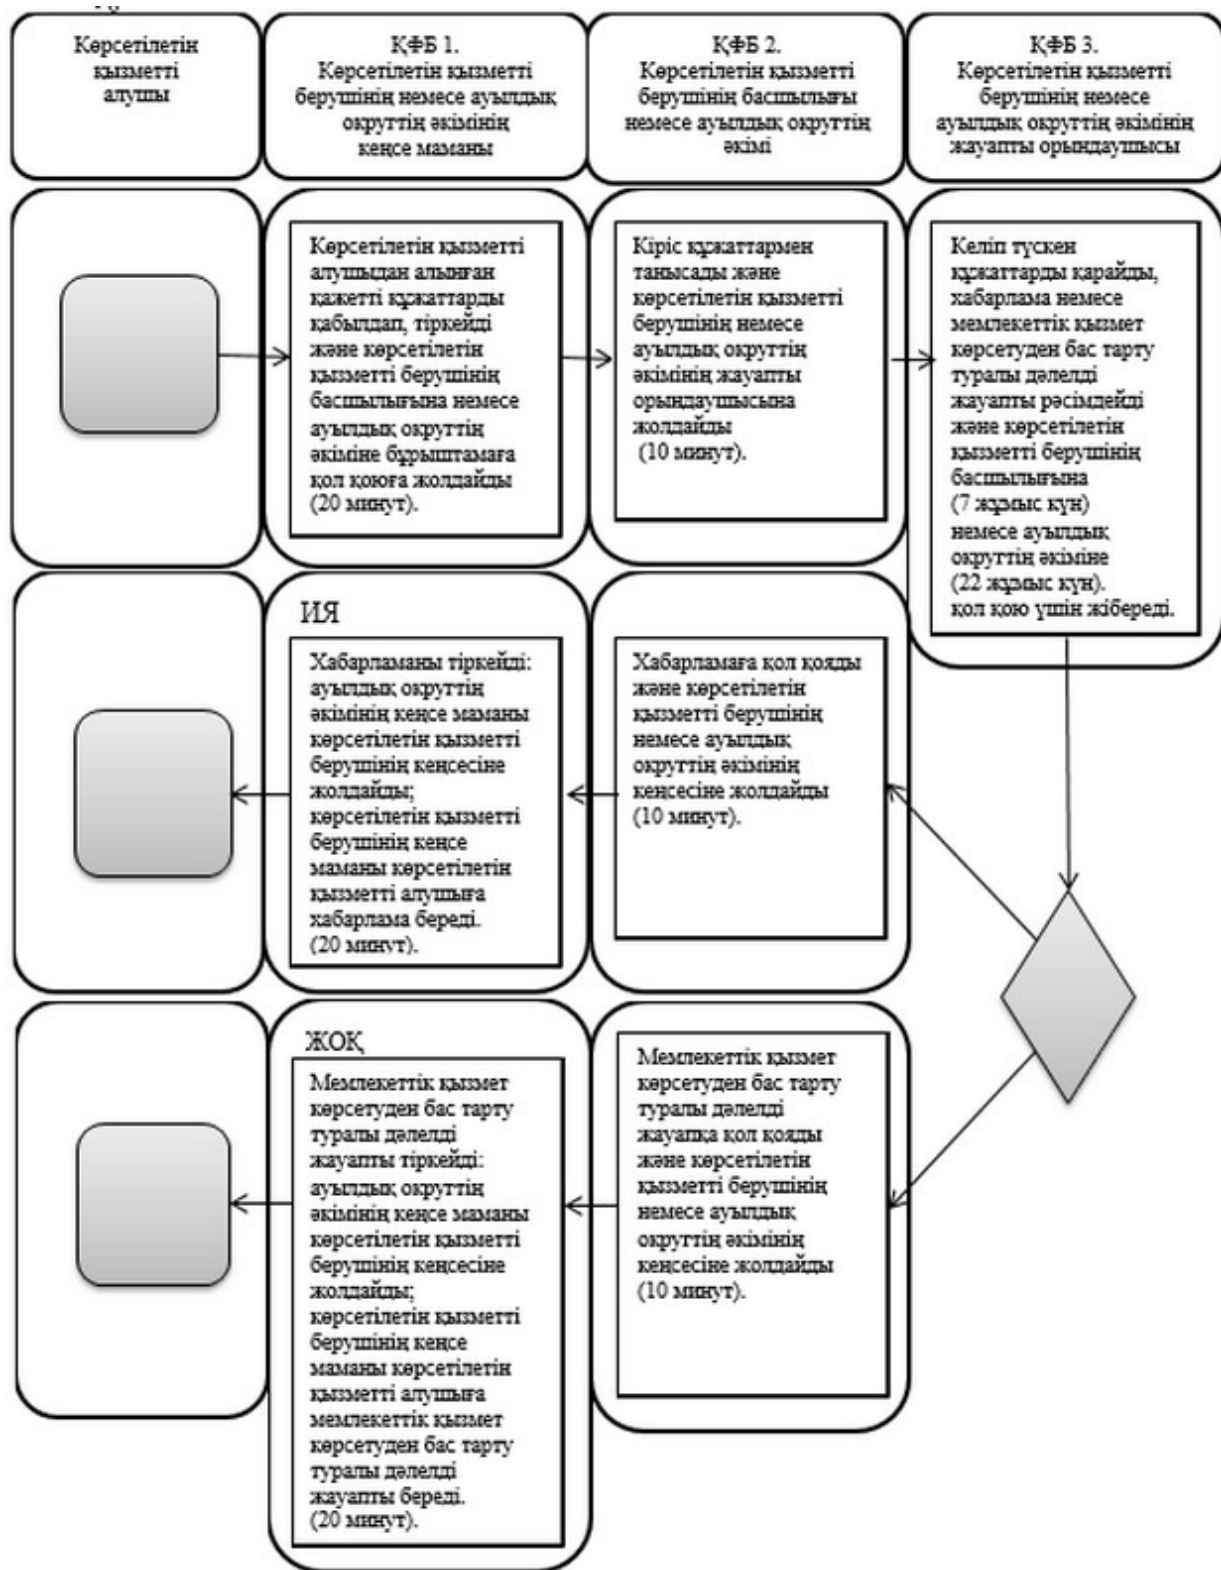 Көрсетілетін
қызметті
алушы
ҚФБ 1.
Көрсетілетін қызметті
берушінің немесе ауылдық
округтің әкімінің
кеңсе маманы
ҚФБ 2.
Көрсетілетін қызметті
берушінің басшылығы
немесе ауылдық округтің
әкімі
ҚФБ 3.
Көрсетілетін қызметті
берушінің немесе
ауылдық округтің әкімінің
жауапты орындаушысы
Көрсетілетін қызметті
алушыдан алынған
қажетті құжаттарды
қабылдап, тіркейді
және көрсетілетін
қызметті берушінің
басшылығына немесе
ауылдық округтің
әкіміне бұрыштамаға
қол қоюға жолдайды
(20 минут).
Кіріс құжаттармен
танысады және
көрсетілетін қызметті
берушінің немесе
ауылдық округтің
әкімінің жауапты
орындаушысына
жолдайды
(10 минут).
Келіп түскен
құжаттарды қарайды,
хабарлама немесе
мемлекеттік қызмет
көрсетуден бас тарту
туралы дәлелді
жауапты рәсімдейді
және көрсетілетін
қызметті берушінің
басшылығына
(7 жұмыс күн)
немесе ауылдық
округтің әкіміне
(22 жұмыс күн).
қол қою үшін жібереді.
ИЯ
Хабарламаны тіркейді:
ауылдық округтің
әкімінің кеңсе маманы
көрсетілетін қызметті
берушінің кеңсесіне
жолдайды;
көрсетілетін қызметті
берушінің кеңсе
маманы көрсетілетін
қызметті алушыға
хабарлама береді.
(20 минут).
Хабарламаға қол қояды
және көрсетілетін
қызметті берушінің
немесе ауылдық
округтің әкімінің
кеңсесіне жолдайды
(10 минут).
ЖОҚ
Мемлекеттік қызмет
көрсетуден бас тарту
туралы дәлелді
жауапты тіркейді:
ауылдық округтің
әкімінің кеңсе маманы
көрсетілетін қызметті
берушінің кеңсесіне
жолдайды;
көрсетілетін қызметті
берушінің кеңсе
маманы көрсетілетін
қызметті алушыға
мемлекеттік қызмет
көрсетуден бас тарту
туралы дәлелді
жауапты береді.
(20 минут).
Мемлекеттік қызмет
көрсетуден бас тарту
туралы дәлелді
жауапқа қол қояды
және көрсетілетін
қызметті берушінің
немесе ауылдық
округтің әкімінің
кеңсесіне жолдайды
(10 минут).